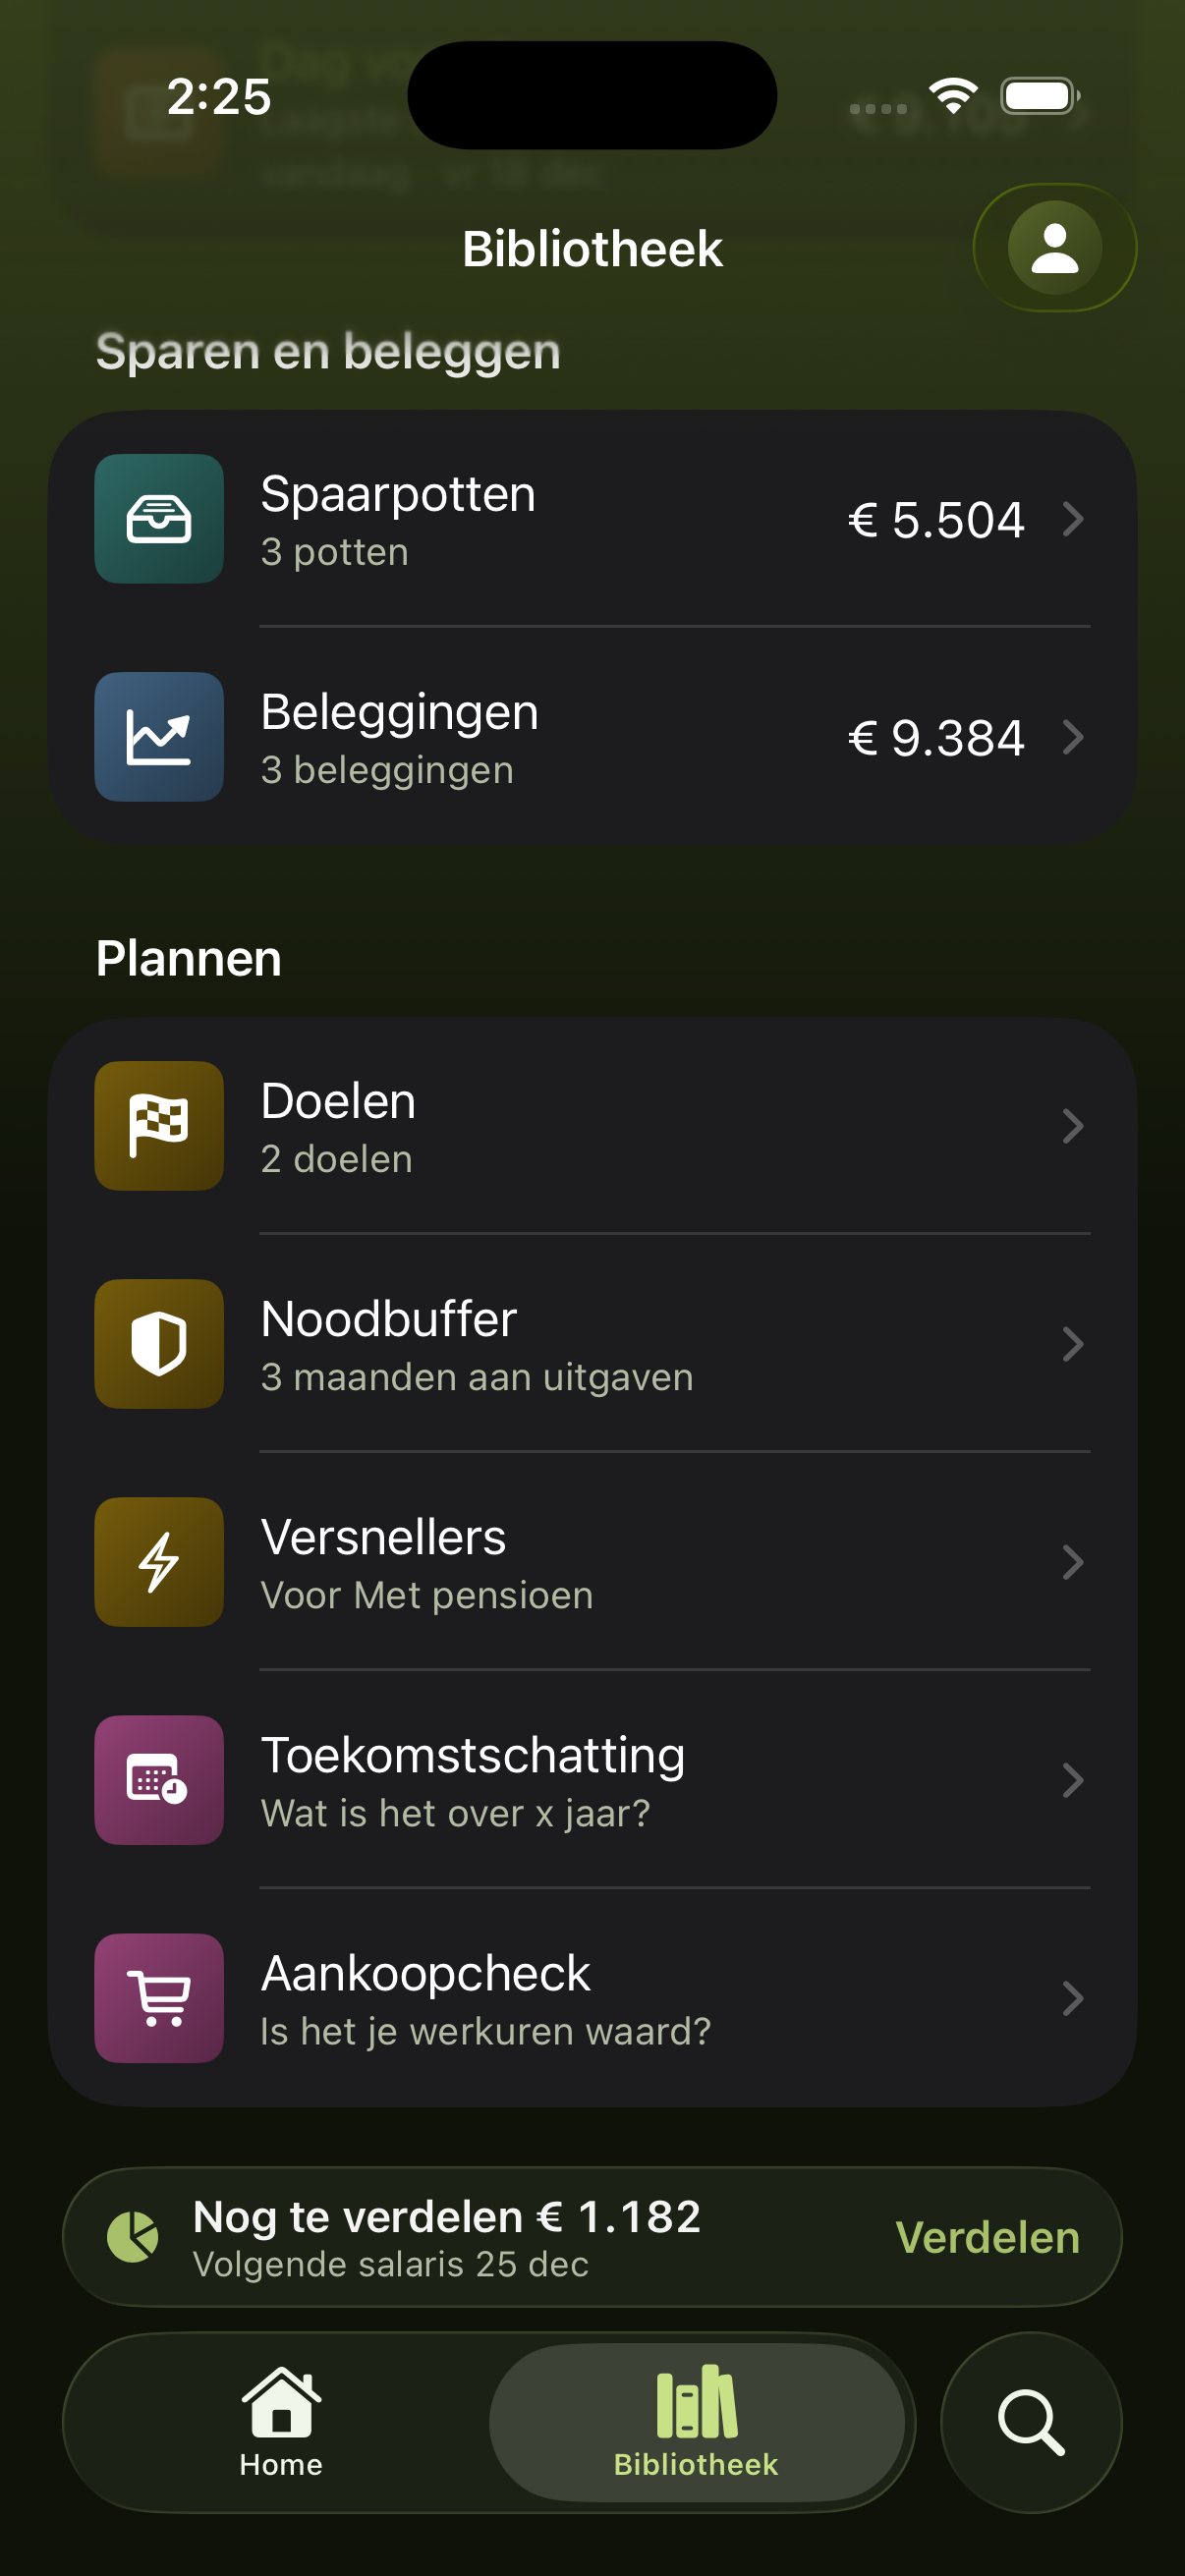 2:25
Bibliotheek
Sparen en beleggen
Spaarpotten
3 potten
€ 5.504
Beleggingen
3 beleggingen
€ 9.384
Plannen
Doelen
2 doelen
Noodbuffer
3 maanden aan uitgaven
Versnellers
Voor Met pensioen
Toekomstschatting
Wat is het over x jaar?
Aankoopcheck
Is het je werkuren waard?
Nog te verdelen € 1.182
Volgende salaris 25 dec
Verdelen
Home
Bibliotheek